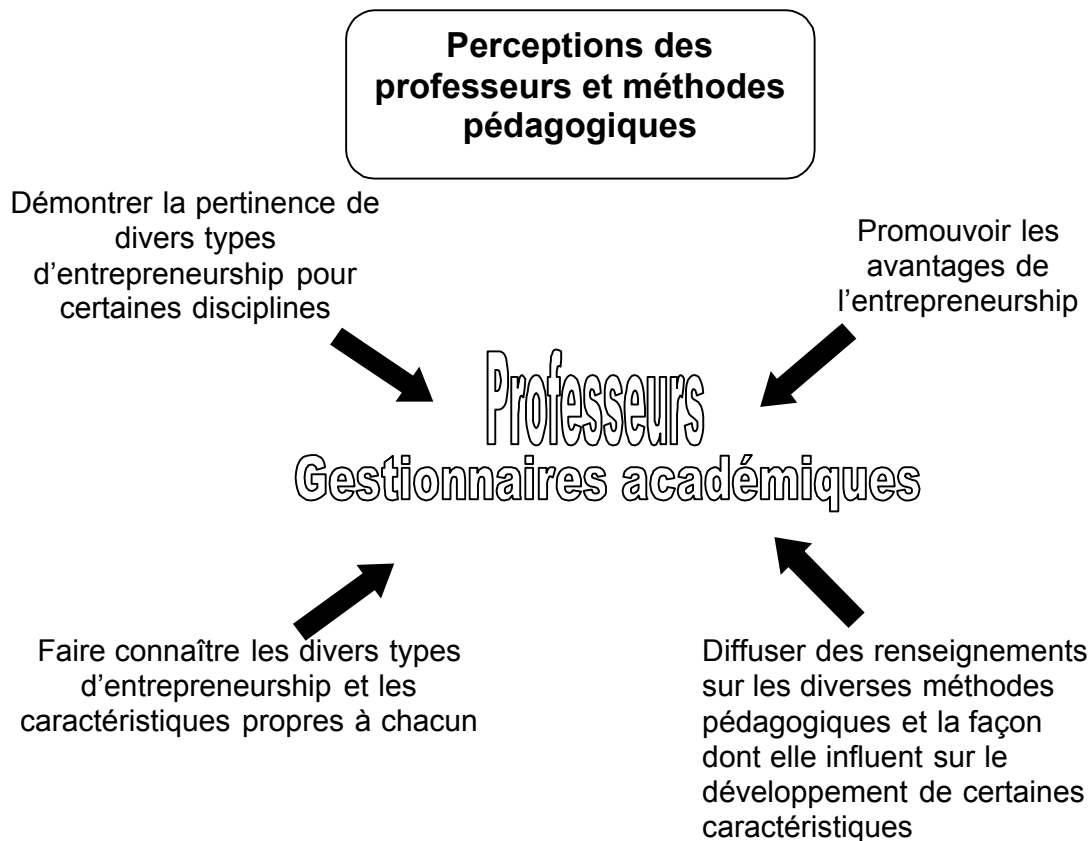 Perceptions des
professeurs et méthodes
pédagogiques
Démontrer la pertinence de
divers types
d'entrepreneurship pour
certaines disciplines
Promouvoir les
avantages de
l'entrepreneurship
Professeurs
Gestionnaires académiques
Faire connaître les divers types
d'entrepreneurship et les
caractéristiques propres à chacun
Diffuser des renseignements
sur les diverses méthodes
pédagogiques et la façon
dont elle influent sur le
développement de certaines
caractéristiques